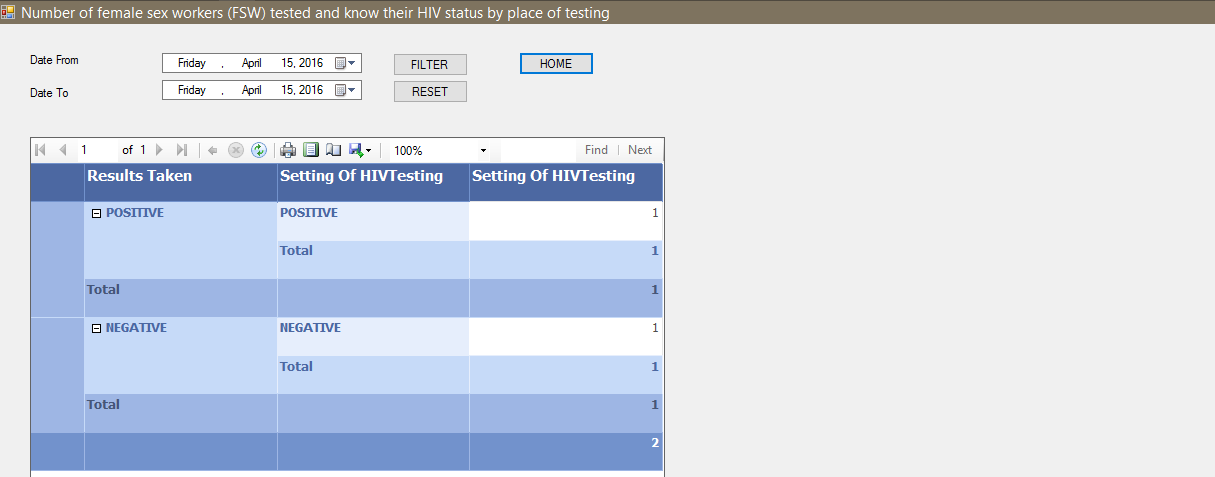 Number of female sex workers (FSW) tested and know their HIV status by place of testing
Date From Friday , April 15, 2016 FILTER HOME
Date To Friday , April 15, 2016 RESET
1 of 1 100% Find | Next
Results Taken Setting Of HIVTesting Setting Of HIVTesting
POSITIVE POSITIVE 1
Total 1
Total 1
NEGATIVE NEGATIVE 1
Total 1
Total 1
2